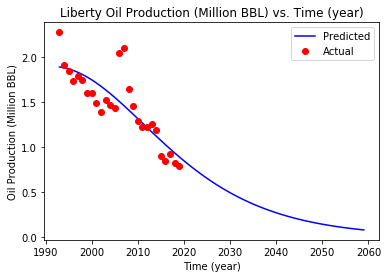 Liberty Oil Production (Million BBL) vs. Time (year)
Predicted
Actual
Oil Production (Million BBL)
2.0
1.5
1.0
0.5
0.0
1990 2000 2010 2020 2030 2040 2050 2060
Time (year)